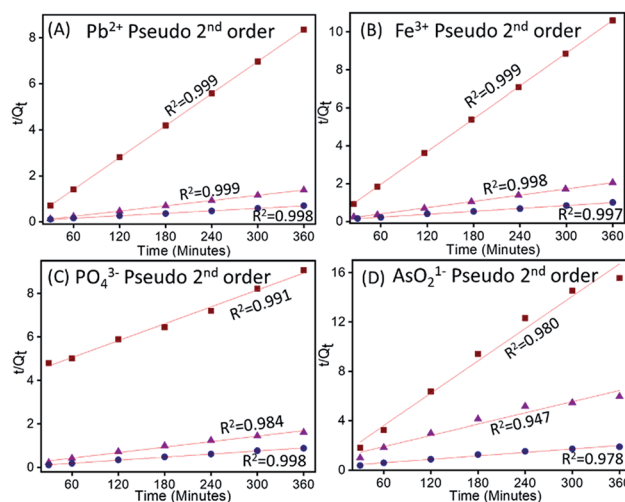 (A) Pb²⁺ Pseudo 2ⁿᵈ order
t/Qt
8
4
0
R²=0.999
R²=0.999
R²=0.998
60 120 180 240 300 360
Time (Minutes)
(B) Fe³⁺ Pseudo 2ⁿᵈ order
t/Qt
10
8
6
4
2
0
R²=0.999
R²=0.998
R²=0.997
60 120 180 240 300 360
Time (Minutes)
(C) PO₄³⁻ Pseudo 2ⁿᵈ order
t/Qt
8
6
4
2
0
R²=0.991
R²=0.984
R²=0.998
60 120 180 240 300 360
Time (Minutes)
(D) AsO₂¹⁻ Pseudo 2ⁿᵈ order
t/Qt
16
12
8
4
0
R²=0.980
R²=0.947
R²=0.978
60 120 180 240 300 360
Time (Minutes)